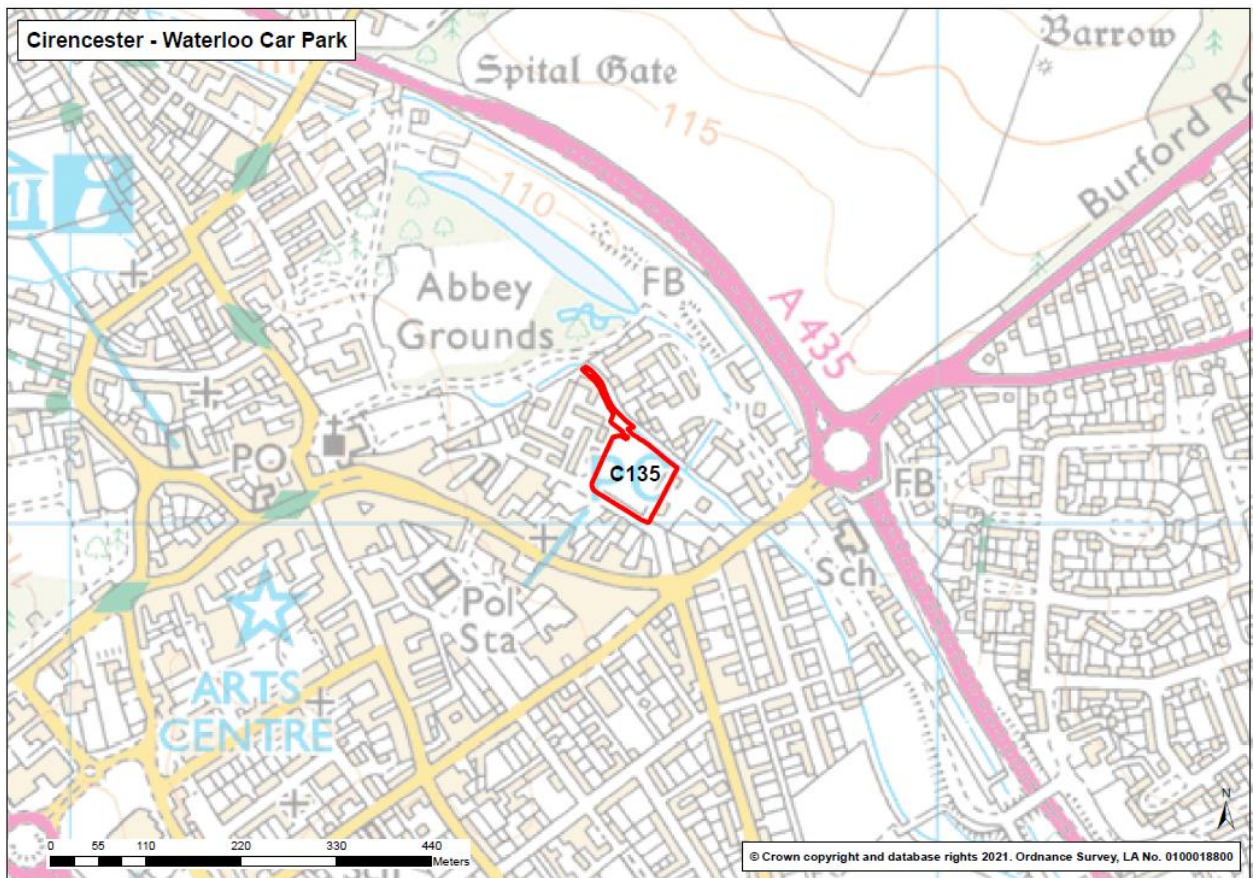 Cirencester - Waterloo Car Park
Barrow
Spital Gate
115
110
Abbey
Grounds
FB
A 435
C135
PO
FB
Sch
Pol
Sta
ARTS
CENTRE
N
0 55 110 220 330 440
Meters
© Crown copyright and database rights 2021. Ordnance Survey, LA No. 0100018800